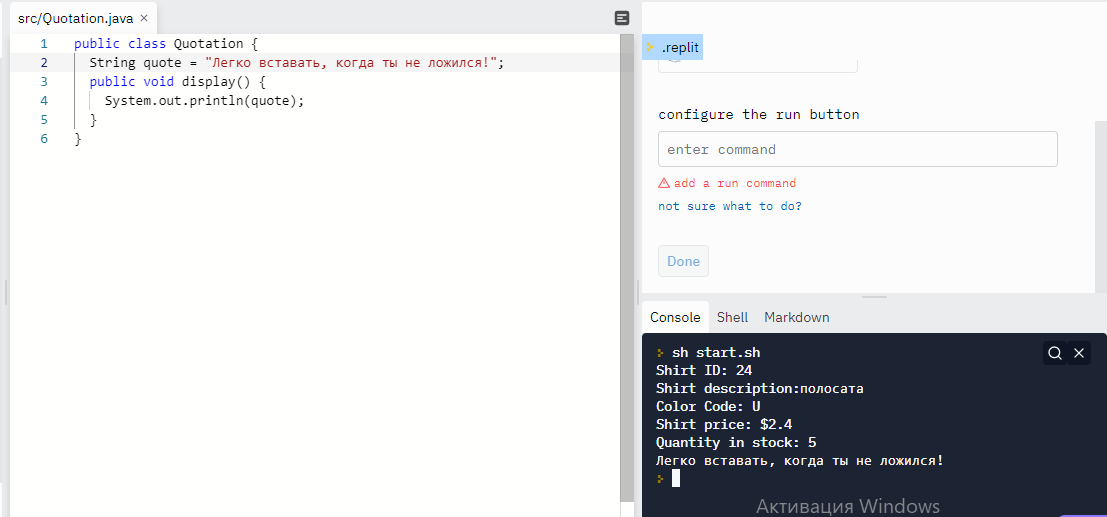 src/Quotation.java ×
1 public class Quotation {
2 String quote = "Легко вставать, когда ты не ложился!";
3 public void display() {
4 System.out.println(quote);
5 }
6 }
.replit
configure the run button
enter command
add a run command
not sure what to do?
Done
Console Shell Markdown
sh start.sh
Shirt ID: 24
Shirt description:полосата
Color Code: U
Shirt price: $2.4
Quantity in stock: 5
Легко вставать, когда ты не ложился!
Активация Windows